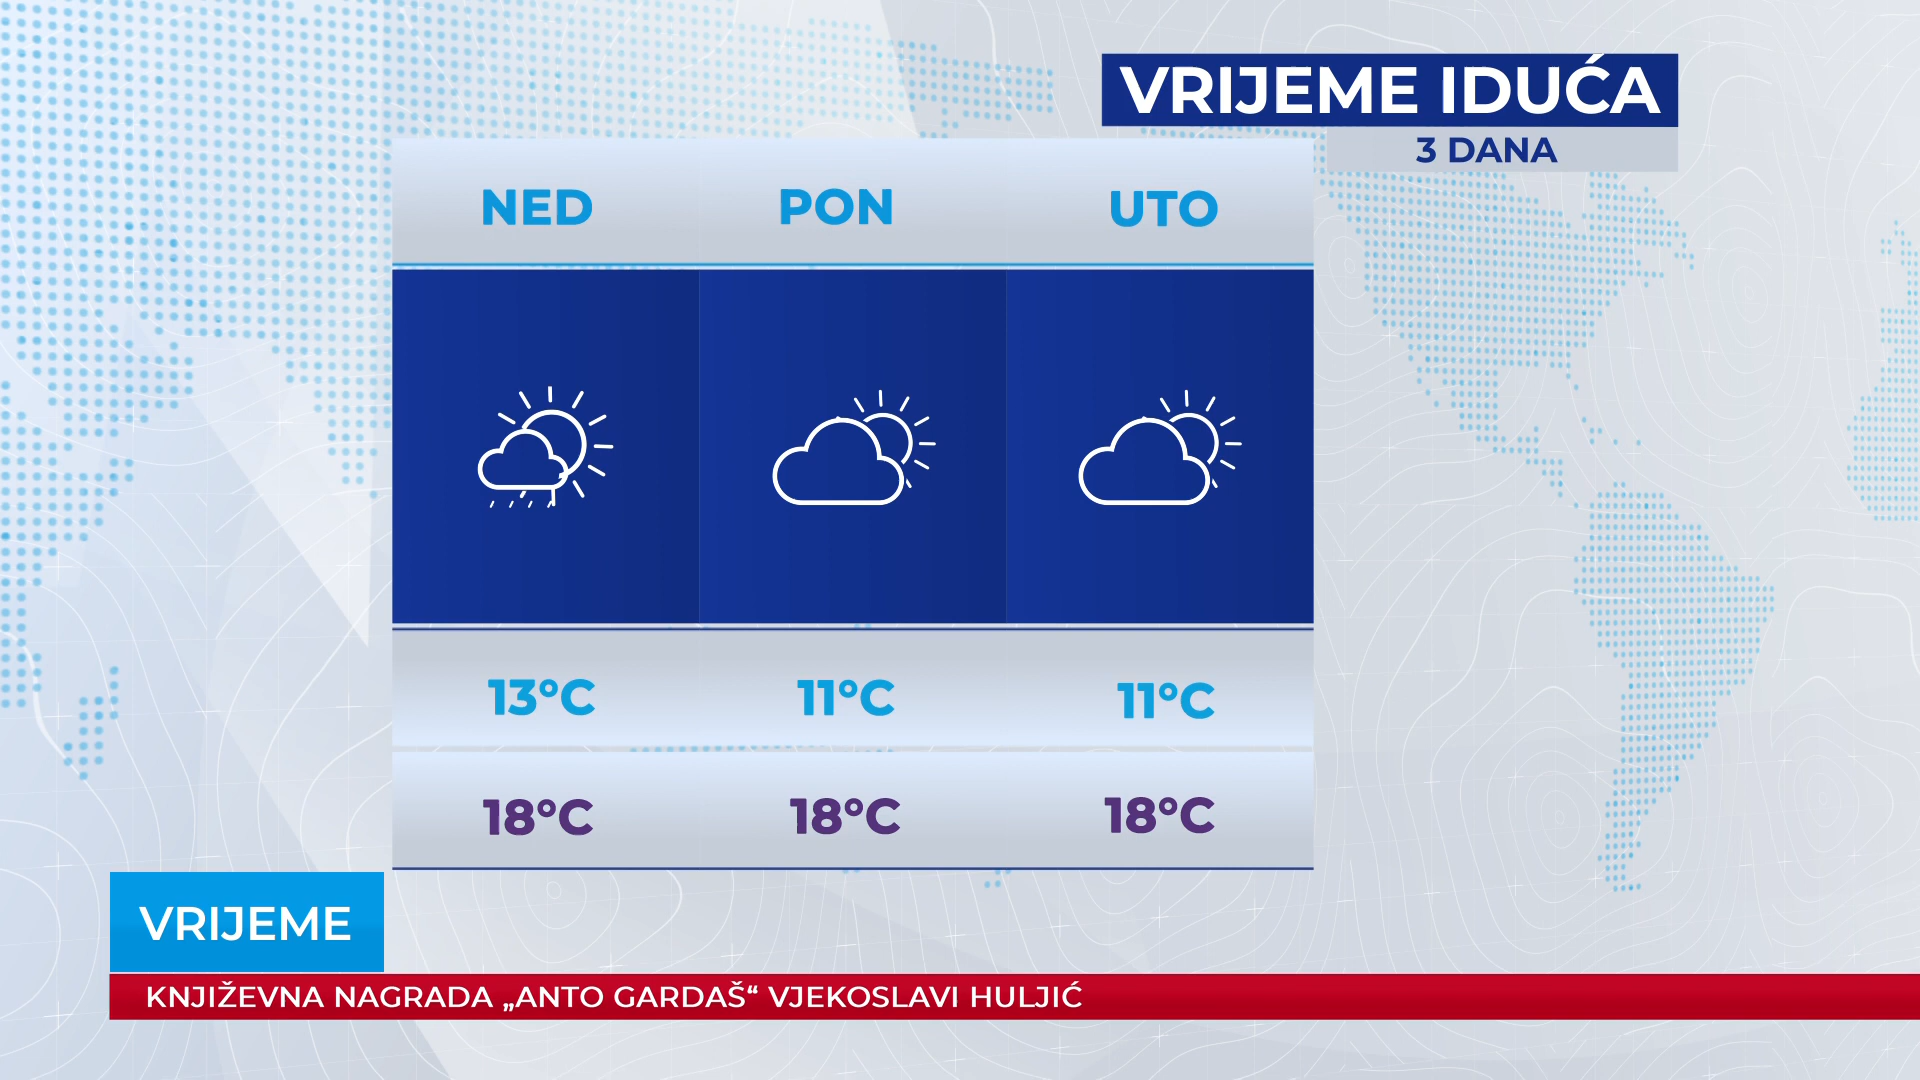 VRIJEME IDUĆA
3 DANA
NED PON UTO
13°C 11°C 11°C
18°C 18°C 18°C
VRIJEME
KNJIŽEVNA NAGRADA „ANTO GARDAŠ“ VJEKOSLAVI HULJIĆ